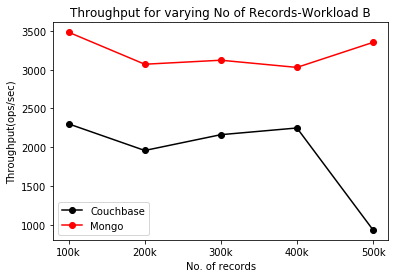 Throughput for varying No of Records-Workload B
Throughput(ops/sec)
3500
3000
2500
2000
1500
1000
Couchbase
Mongo
100k 200k 300k 400k 500k
No. of records